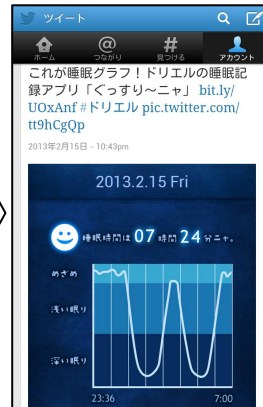 ツイート
ホーム
@
つながり
#
見つける
アカウント
これが睡眠グラフ！ドリエルの睡眠記
録アプリ「ぐっすり～ニャ」 bit.ly/
UOxAnf #ドリエル pic.twitter.com/
tt9hCgQp
2013年2月15日 - 10:43pm
2013.2.15 Fri
睡眠時間は 07 時間 24 分ニャ。
めざめ
浅い眠り
深い眠り
23:36
7:00